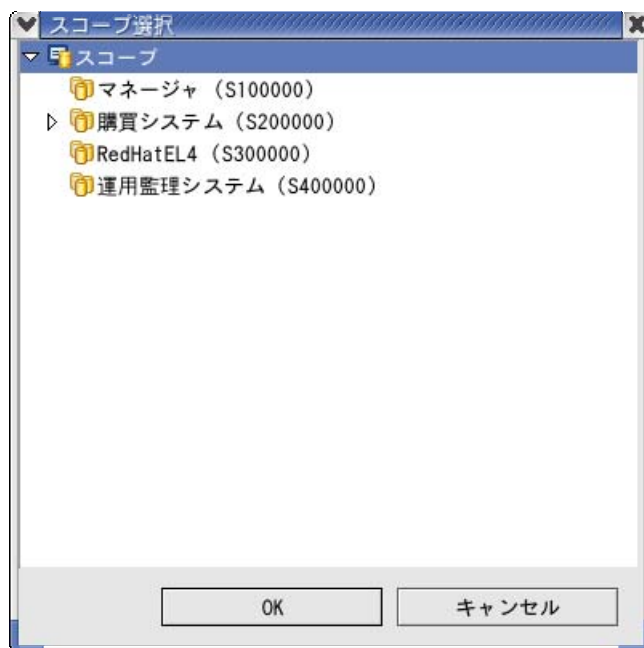 スコープ選択
スコープ
マネージャ (S100000)
購買システム (S200000)
RedHatEL4 (S300000)
運用監理システム (S400000)
OK
キャンセル